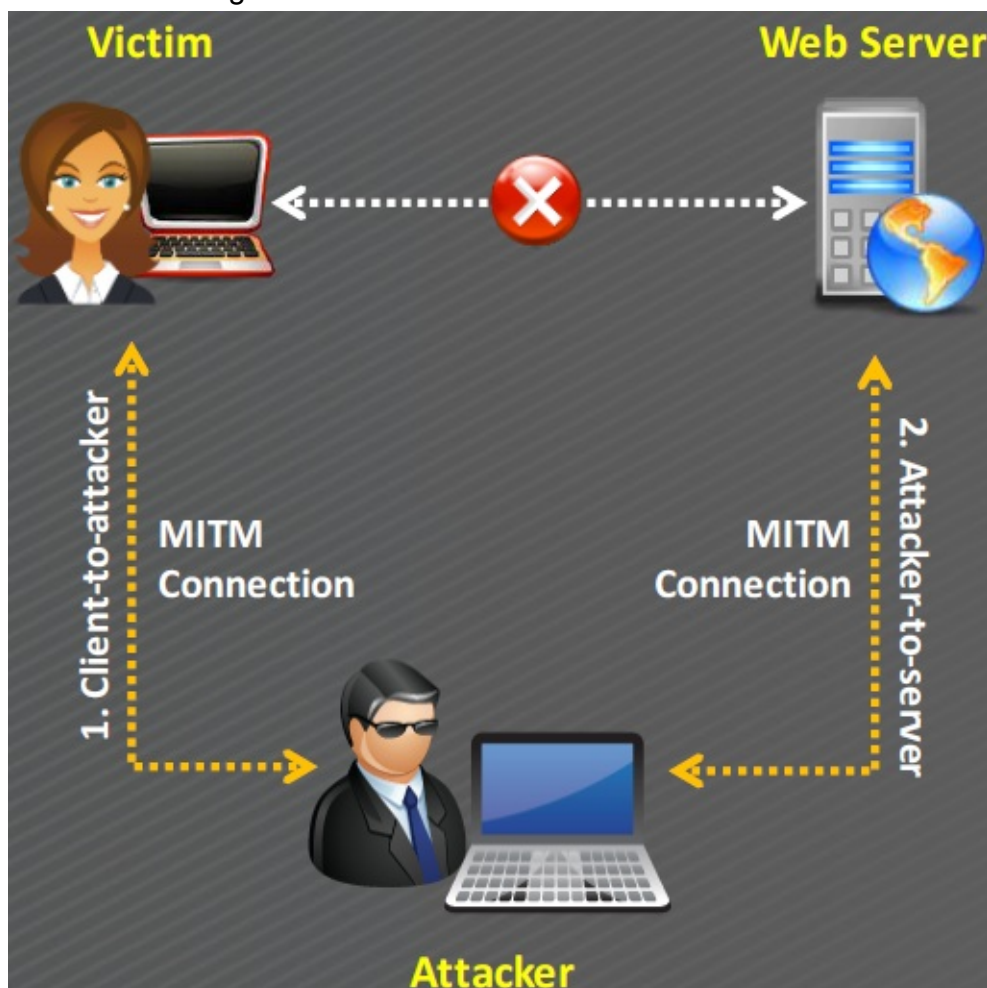 Victim
Web Server
1. Client-to-attacker
MITM
Connection
MITM
Connection
2. Attacker-to-server
Attacker